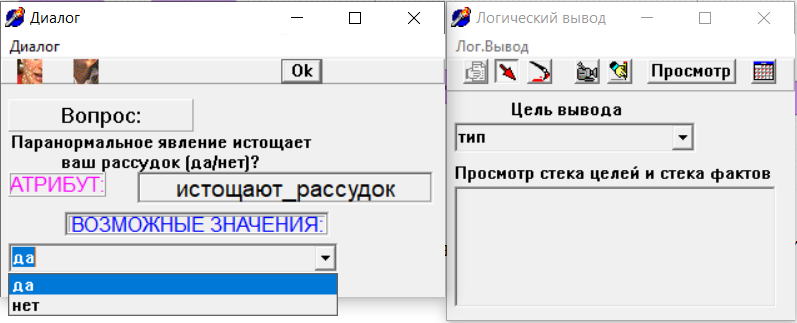 Диалог
Диалог
Ok
Вопрос:
Паранормальное явление истощает
ваш рассудок (да/нет)?
АТРИБУТ:
истощают_рассудок
ВОЗМОЖНЫЕ ЗНАЧЕНИЯ:
да
да
нет
Логический вывод
Лог.Вывод
Просмотр
Цель вывода
тип
Просмотр стека целей и стека фактов